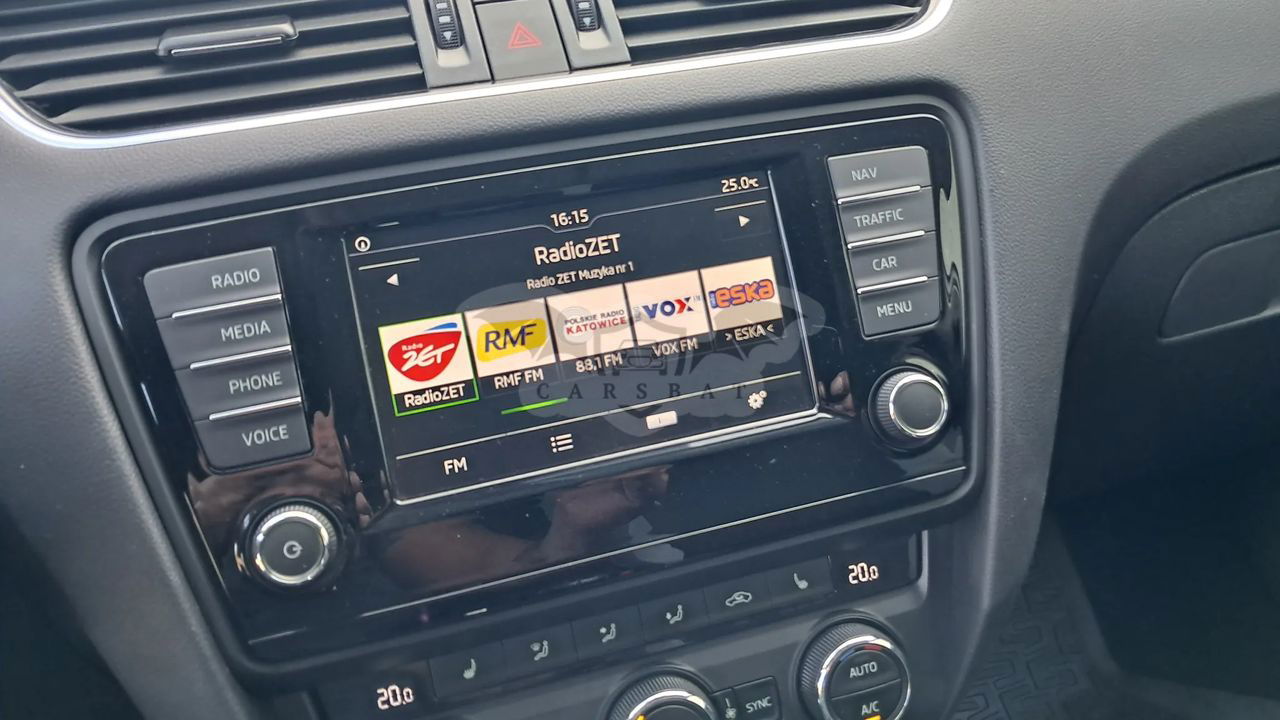 25.0°C
16:15
RadioZET
Radio ZET Muzyka nr 1
Radio
ZET
RMF
POLSKIE RADIO
KATOWICE
VOX
eska
RadioZET
RMF FM
88,1 FM
VOX FM
> ESKA <
FM
RADIO
MEDIA
PHONE
VOICE
NAV
TRAFFIC
CAR
MENU
CARSBAT
20.0
20.0
SYNC
AUTO
A/C